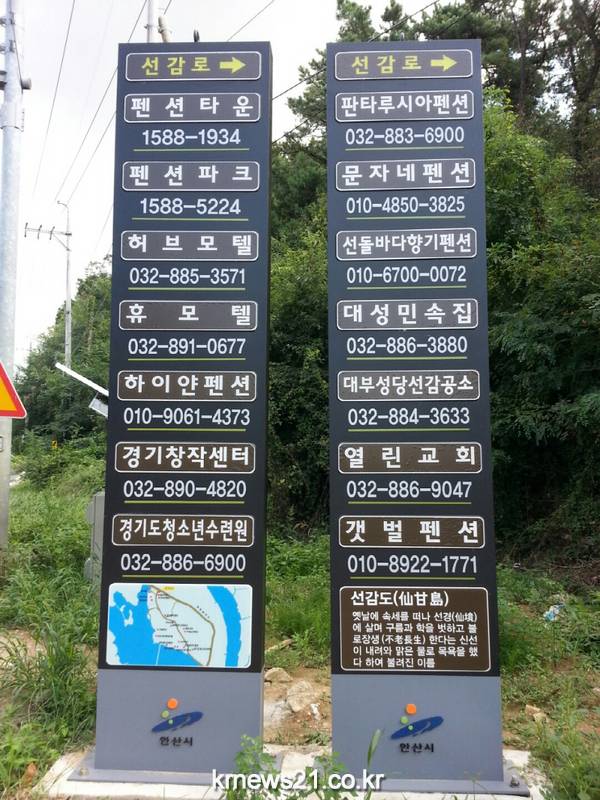 선감로
펜션타운
1588-1934
펜션파크
1588-5224
허브모텔
032-885-3571
휴모텔
032-891-0677
하이얀펜션
010-9061-4373
경기창작센터
032-890-4820
경기도청소년수련원
032-886-6900
안산시
선감로
판타루시아펜션
032-883-6900
문자네펜션
010-4850-3825
선돌바다향기펜션
010-6700-0072
대성민속집
032-886-3880
대부성당선감공소
032-884-3633
열린교회
032-886-9047
갯벌펜션
010-8922-1771
선감도(仙甘島)
옛날에 속세를 떠나 선경(仙境)
에 살며 구름과 학을 벗하고 불
로장생(不老長生) 한다는 신선
이 내려와 맑은 물로 목욕을 했
다 하여 불려진 이름
안산시
kmews21.co.kr